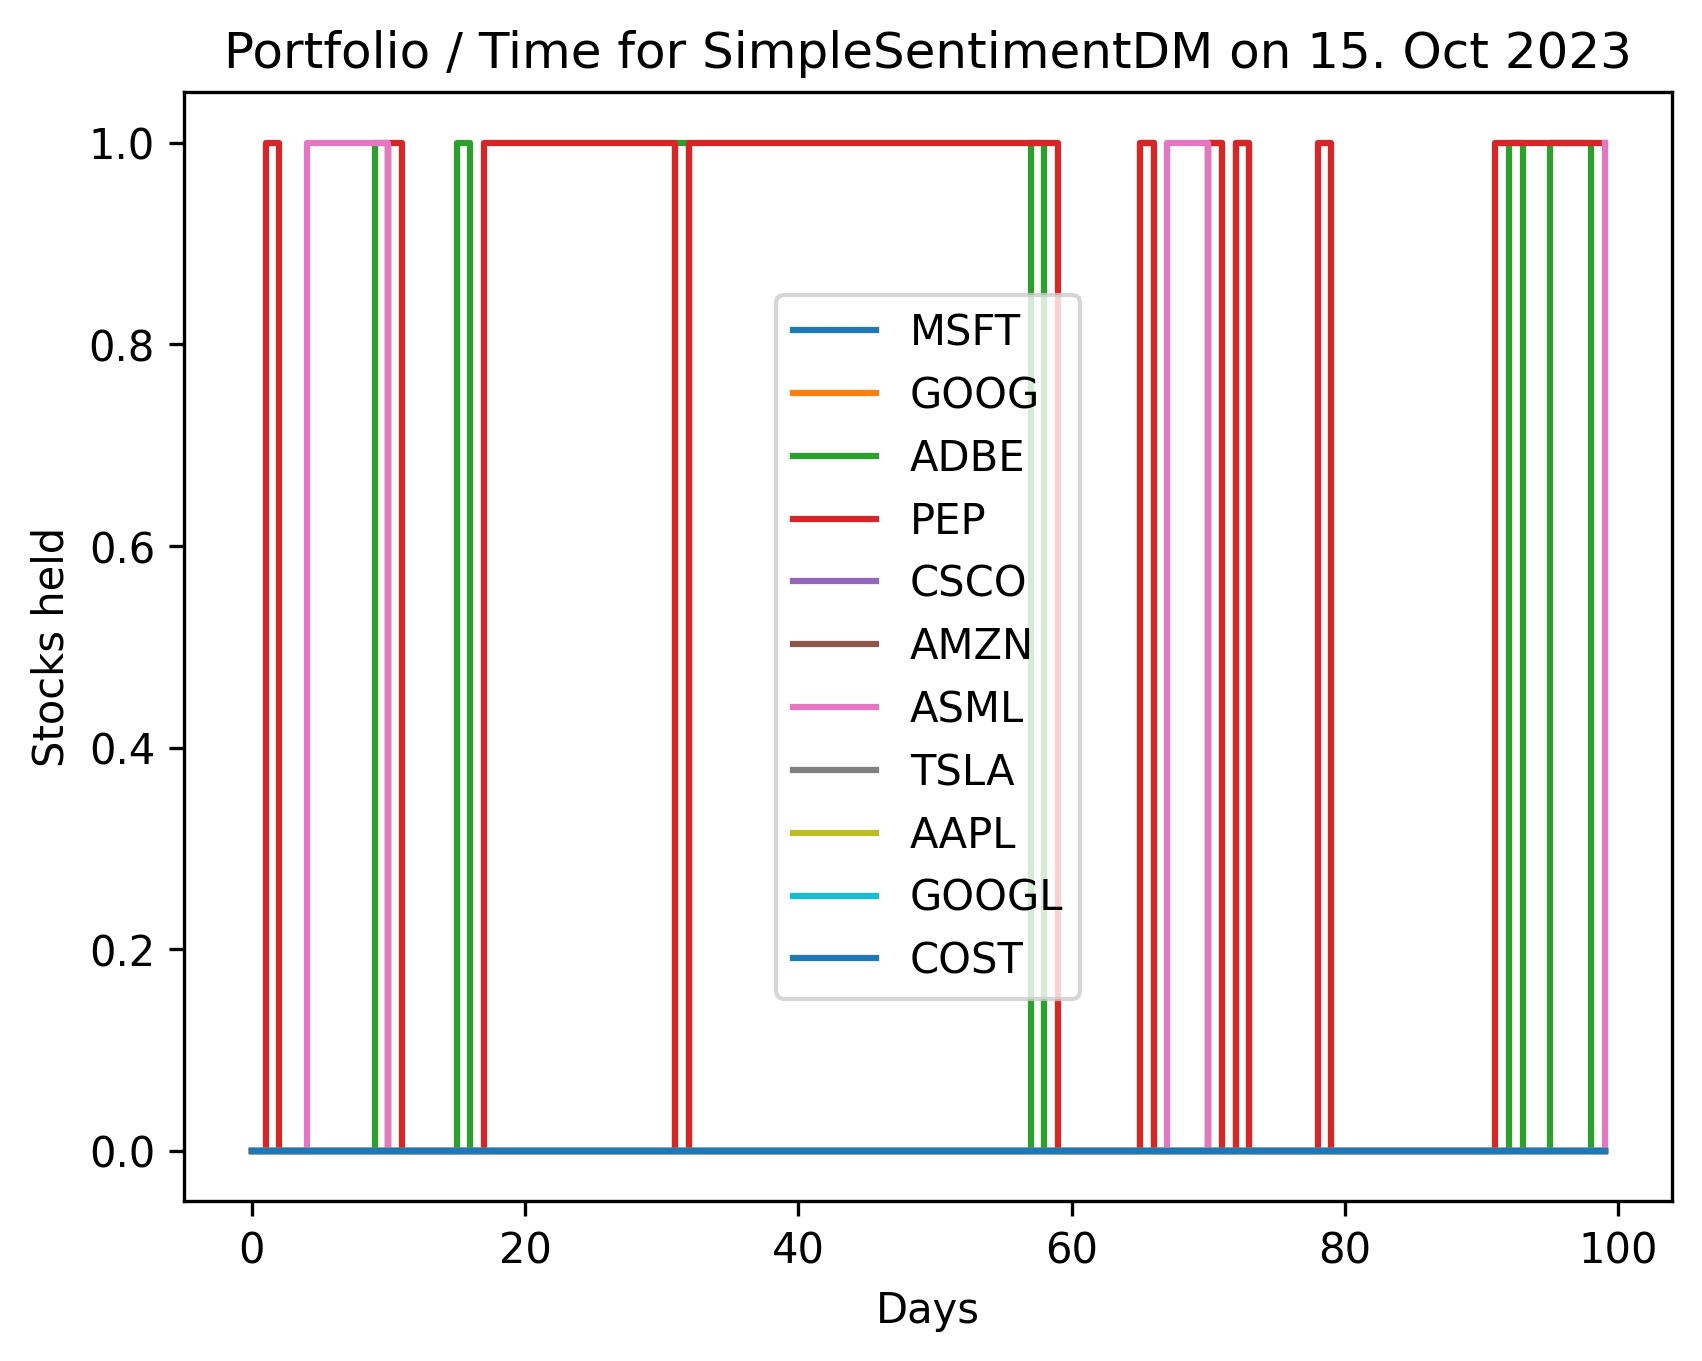 Portfolio / Time for SimpleSentimentDM on 15. Oct 2023
1.0
0.8
0.6
0.4
0.2
0.0
Stocks held
MSFT
GOOG
ADBE
PEP
CSCO
AMZN
ASML
TSLA
AAPL
GOOGL
COST
0 20 40 60 80 100
Days